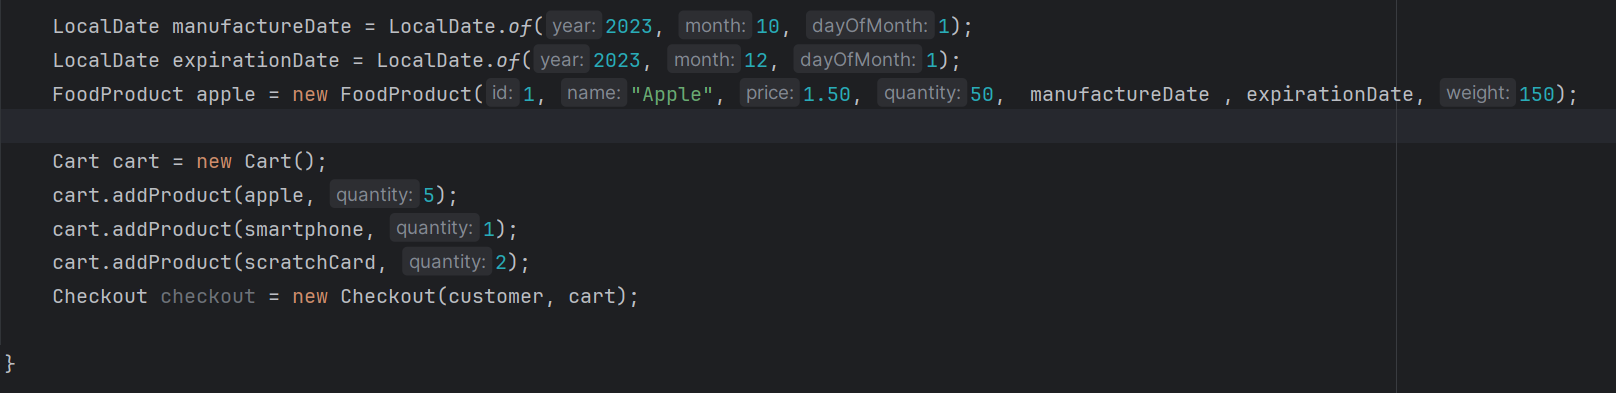 LocalDate manufactureDate = LocalDate.of( year: 2023, month: 10, dayOfMonth: 1);
LocalDate expirationDate = LocalDate.of( year: 2023, month: 12, dayOfMonth: 1);
FoodProduct apple = new FoodProduct( id: 1, name: "Apple", price: 1.50, quantity: 50,  manufactureDate , expirationDate, weight: 150);
Cart cart = new Cart();
cart.addProduct(apple, quantity: 5);
cart.addProduct(smartphone, quantity: 1);
cart.addProduct(scratchCard, quantity: 2);
Checkout checkout = new Checkout(customer, cart);
}